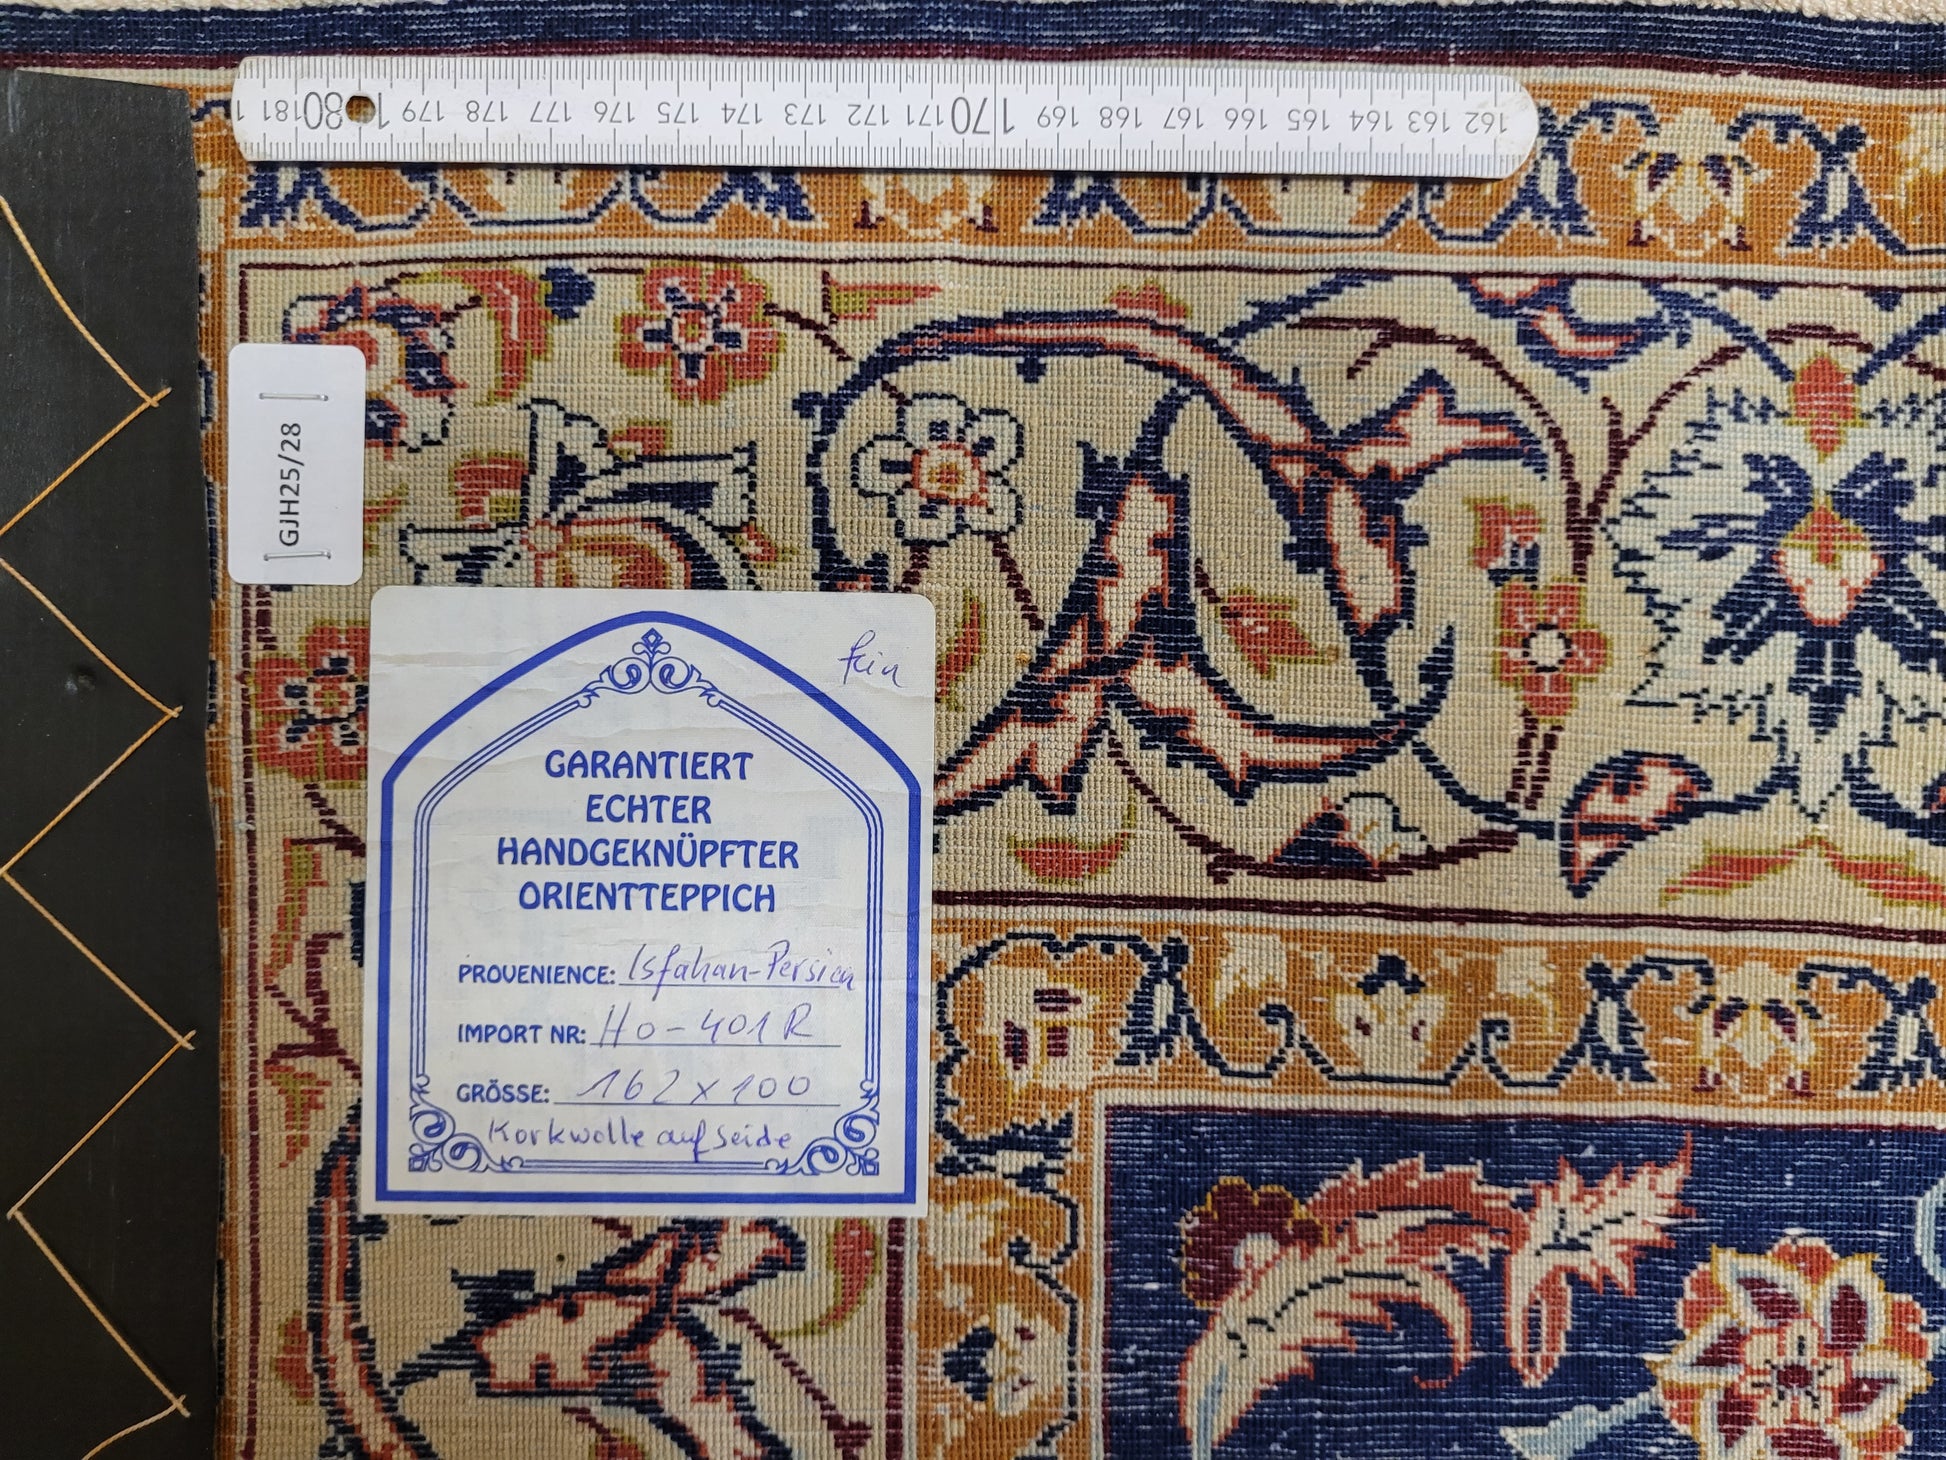 181 180 179 178 177 176 175 174 173 172 171 170 169 168 167 166 165 164 163 162
GJH25/28
fein
GARANTIERT
ECHTER
HANDGEKNÜPFTER
ORIENTTEPPICH
PROVENIENCE: Isfahan-Persien
IMPORT NR: Ho-401R
GRÖSSE: 162 x 100
Korkwolle auf Seide